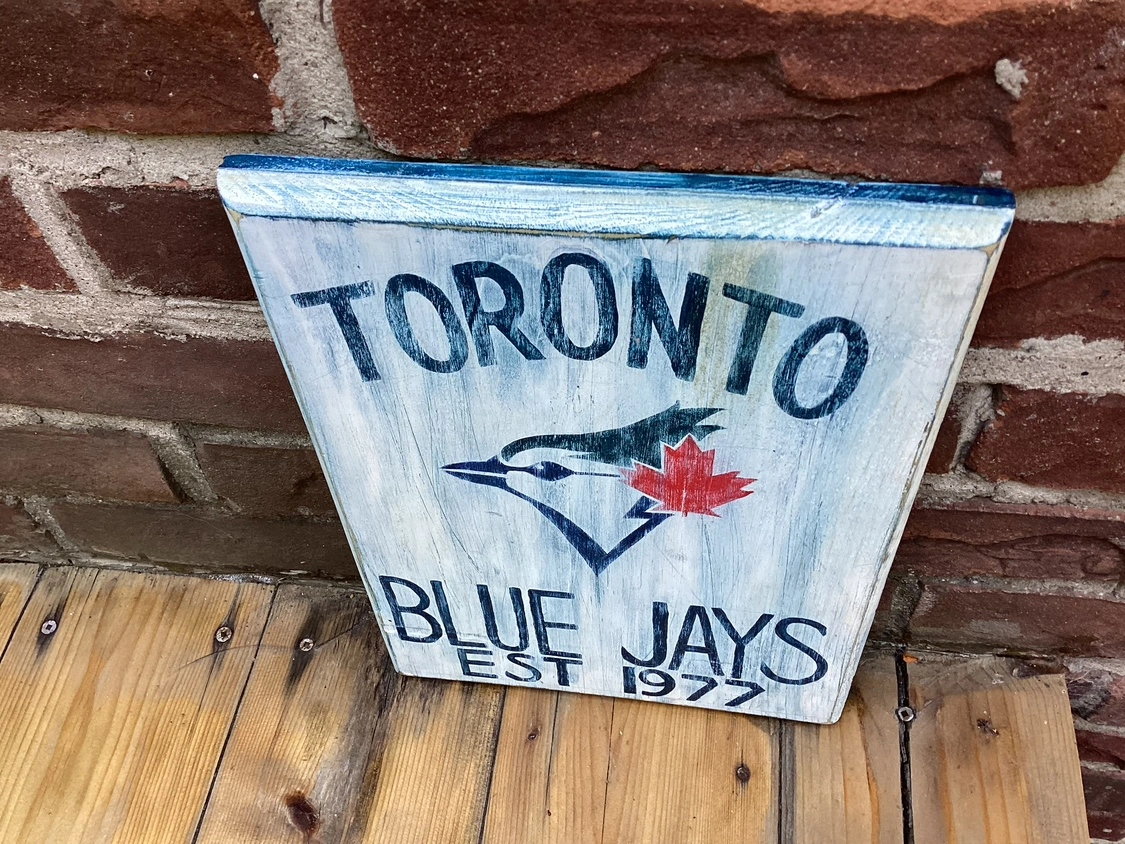 TORONTO
BLUE JAYS
EST 1977